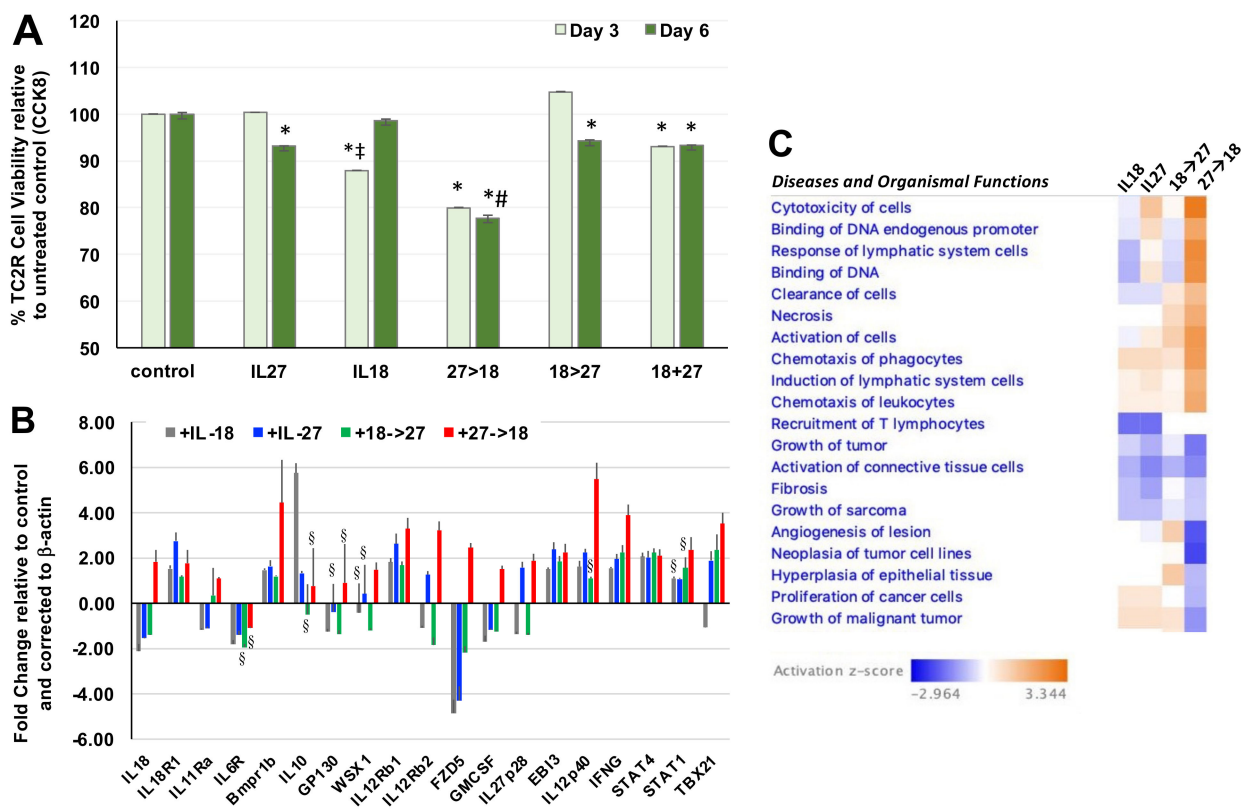 A
120
110
100
90
80
70
60
50
% TC2R Cell Viability relative
to untreated control (CCK8)
Day 3
Day 6
*
*‡
*
*#
*
*
*
control
IL27
IL18
27>18
18>27
18+27
B
8.00
6.00
4.00
2.00
0.00
-2.00
-4.00
-6.00
Fold Change relative to control
and corrected to β-actin
+IL-18
+IL-27
+18->27
+27->18
§
§
§
§
§
§
§
§
§
§
IL18
IL18R1
IL11Ra
IL6R
Bmpr1b
IL10
GP130
WSX1
IL12Rb1
IL12Rb2
FZD5
GMCSF
IL27p28
EBI3
IL12p40
IFNG
STAT4
STAT1
TBX21
C
Diseases and Organismal Functions
IL18
IL27
18→27
27→18
Cytotoxicity of cells
Binding of DNA endogenous promoter
Response of lymphatic system cells
Binding of DNA
Clearance of cells
Necrosis
Activation of cells
Chemotaxis of phagocytes
Induction of lymphatic system cells
Chemotaxis of leukocytes
Recruitment of T lymphocytes
Growth of tumor
Activation of connective tissue cells
Fibrosis
Growth of sarcoma
Angiogenesis of lesion
Neoplasia of tumor cell lines
Hyperplasia of epithelial tissue
Proliferation of cancer cells
Growth of malignant tumor
Activation z-score
-2.964
3.344